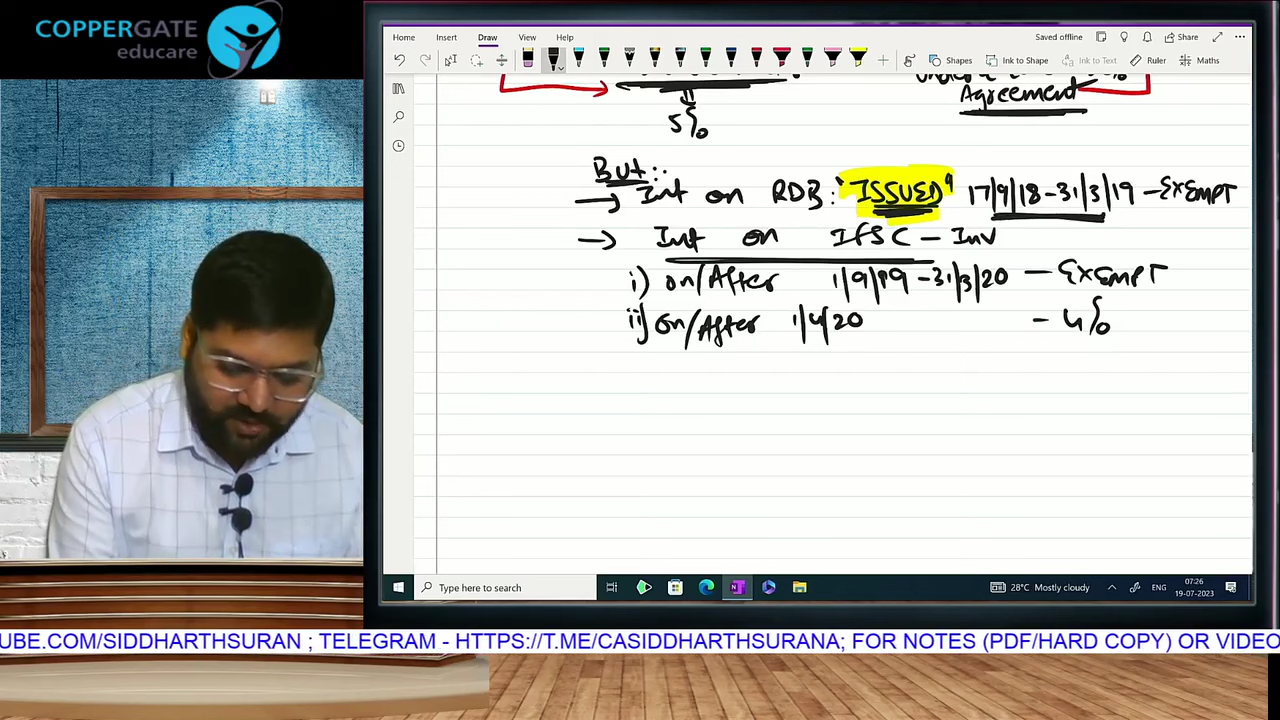 COPPERGATE
educare
Home Insert Draw View Help
Saved offline
Share
Shapes
Ink to Shape
Ink to Text
Ruler
Maths
Agreement
5%
But:
→ Int on RDB: 'ISSUED' 17/9/18 - 31/3/19 - Exempt
→ Int on IFSC - Inv
i) on/After 1/9/19 - 31/3/20 - Exempt
ii) on/After 1/4/20 - 4%
Type here to search
28°C Mostly cloudy
ENG
07:26
19-07-2023
UBE.COM/SIDDHARTHSURAN ; TELEGRAM - HTTPS://T.ME/CASIDDHARTHSURANA; FOR NOTES (PDF/HARD COPY) OR VIDEO